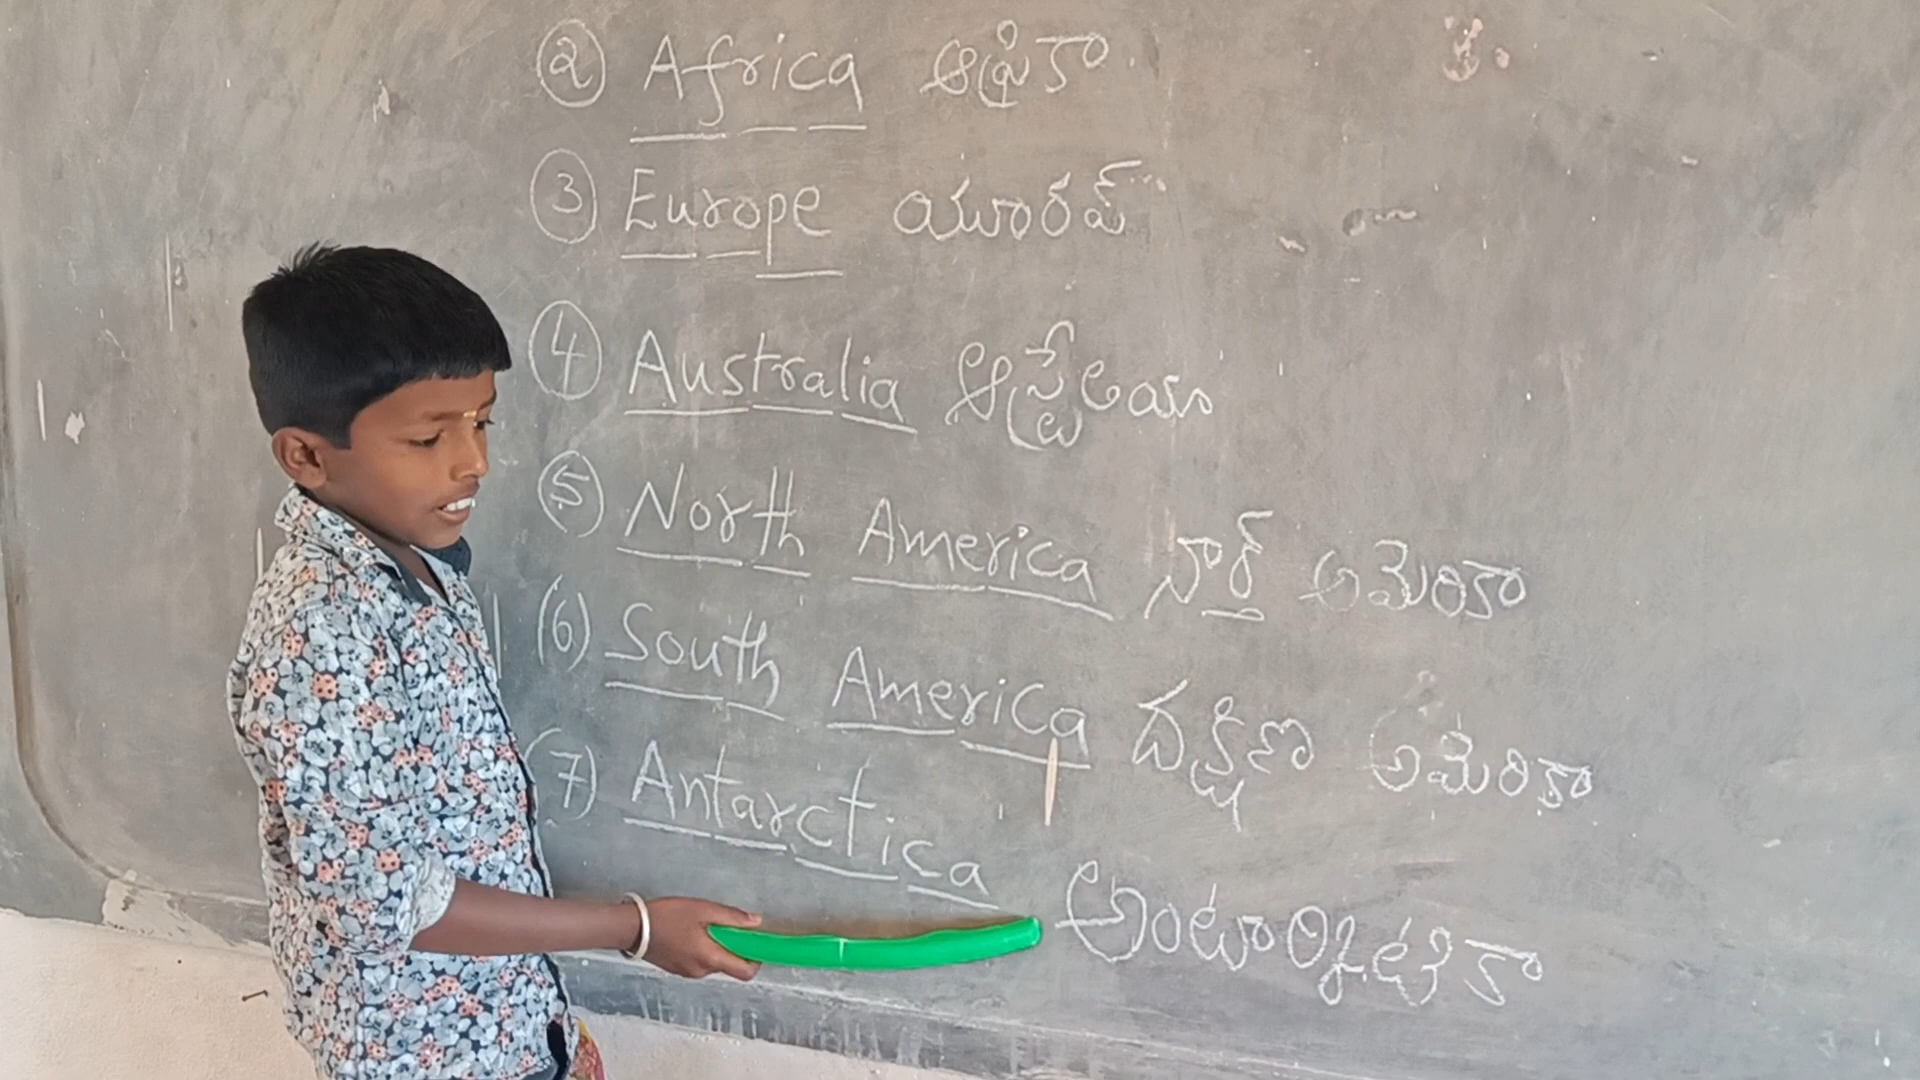 ② Africa ఆఫ్రికా.
③ Europe యూరప్
④ Australia ఆస్ట్రేలియా
⑤ North America నార్త్ అమెరికా
(6) South America దక్షిణ అమెరికా
(7) Antarctica అంటార్కిటికా